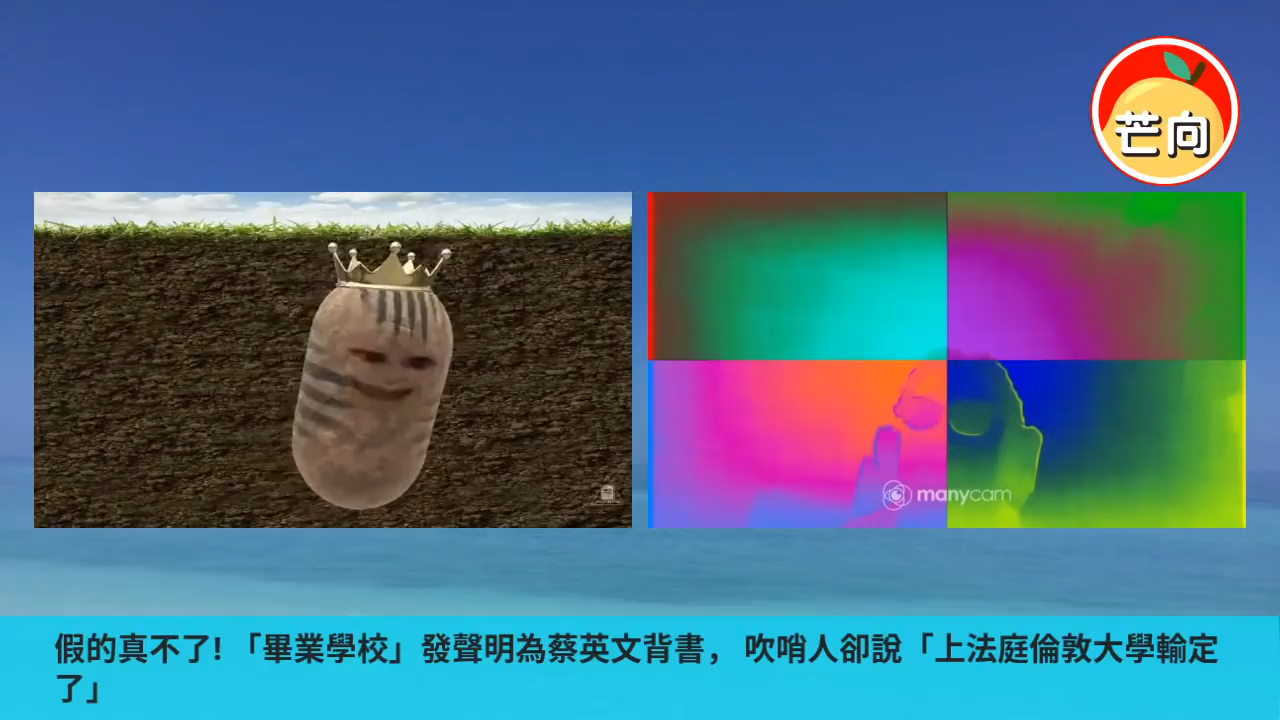 芒向
manycam
假的真不了!「畢業學校」發聲明為蔡英文背書， 吹哨人卻說「上法庭倫敦大學輸定
了」